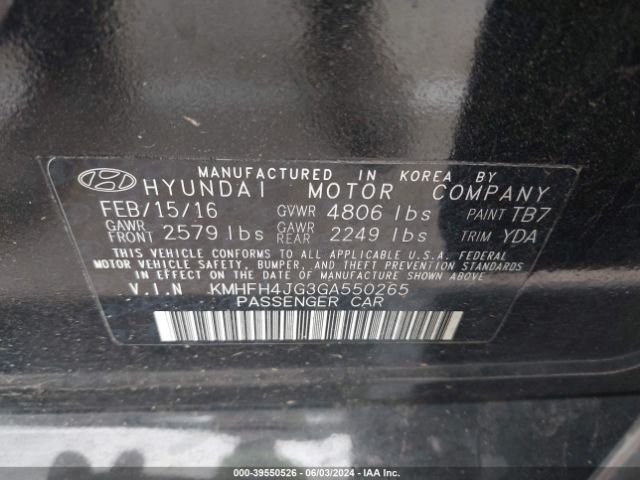 MANUFACTURED IN KOREA BY
HYUNDAI MOTOR COMPANY
FEB/15/16 GVWR 4806 lbs PAINT TB7
GAWR FRONT 2579 lbs GAWR REAR 2249 lbs TRIM YDA
THIS VEHICLE CONFORMS TO ALL APPLICABLE U.S.A. FEDERAL
MOTOR VEHICLE SAFETY, BUMPER, AND THEFT PREVENTION STANDARDS
IN EFFECT ON THE DATE OF MANUFACTURE SHOWN ABOVE.
V.I.N KMHFH4JG3GA550265
PASSENGER CAR
000-39550526 - 06/03/2024 - IAA Inc.